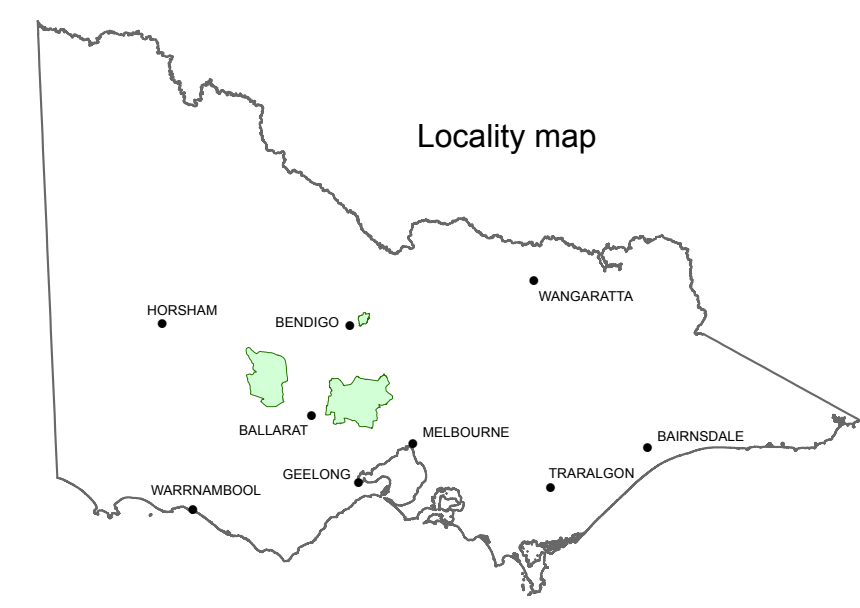 Locality map
WANGARATTA
HORSHAM
BENDIGO
BALLARAT
MELBOURNE
BAIRNSDALE
GEELONG
TRARALGON
WARRNAMBOOL